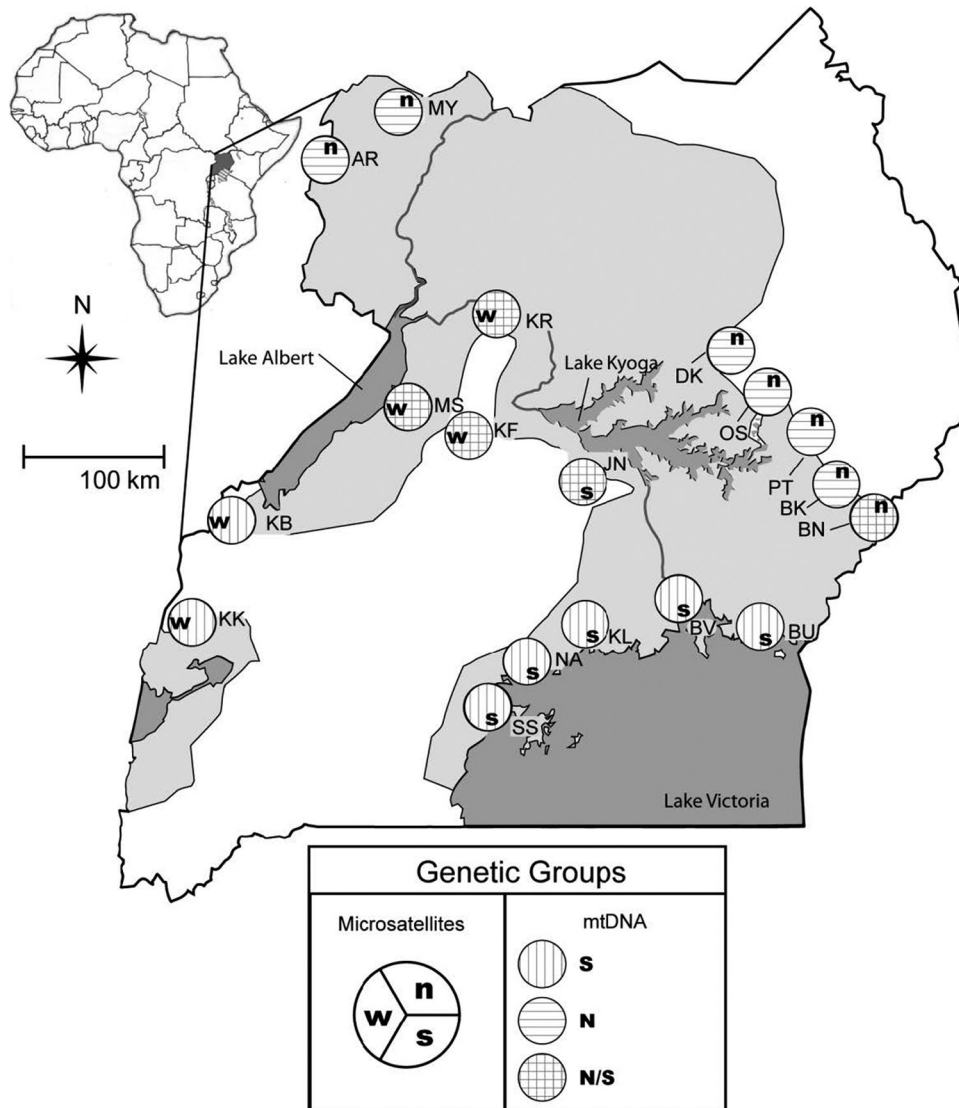 n
MY
n
AR
N
w
KR
Lake Albert
Lake Kyoga
n
DK
n
w
MS
OS
n
w
KF
100 km
JN
s
PT
n
BK
n
BN
w
KB
s
BV
s
BU
s
KL
w
KK
s
NA
s
SS
Lake Victoria
Genetic Groups
Microsatellites
n
w
s
mtDNA
S
N
N/S